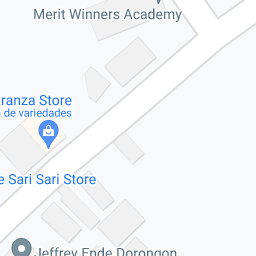 Merit Winners Academy
ranza Store
de variedades
e Sari Sari Store
Jeffrey Ende Dorongon